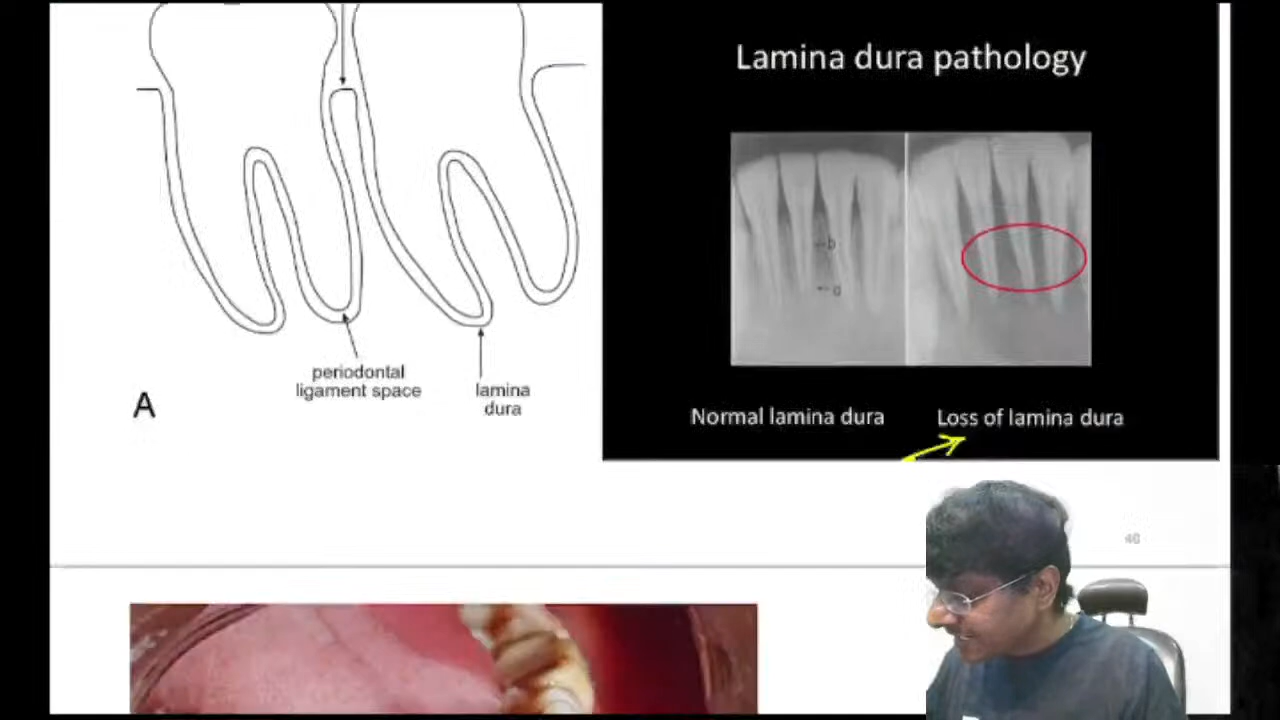 Lamina dura pathology
b
a
periodontal
ligament space
lamina
dura
A
Normal lamina dura
Loss of lamina dura